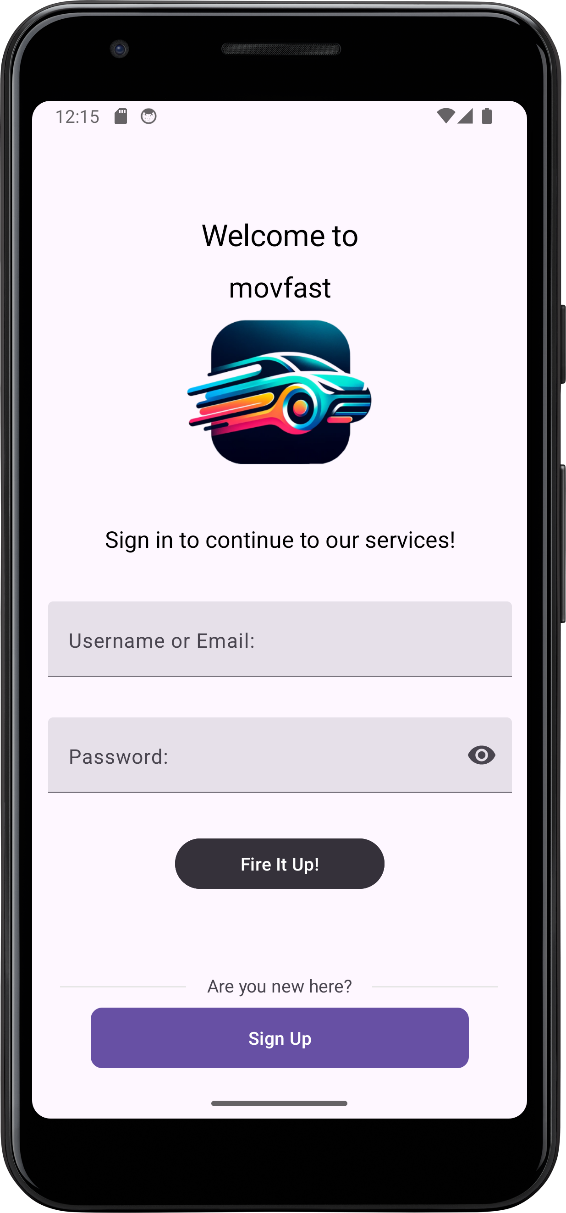 12:15
Welcome to
movfast
Sign in to continue to our services!
Username or Email:
Password:
Fire It Up!
Are you new here?
Sign Up